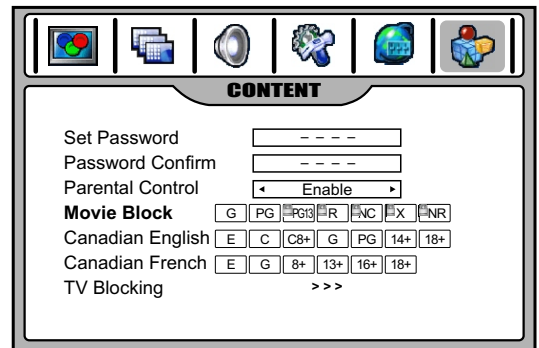 CONTENT
Set Password – – – –
Password Confirm – – – –
Parental Control Enable
Movie Block G PG PG13 R NC X NR
Canadian English E C C8+ G PG 14+ 18+
Canadian French E G 8+ 13+ 16+ 18+
TV Blocking >>>